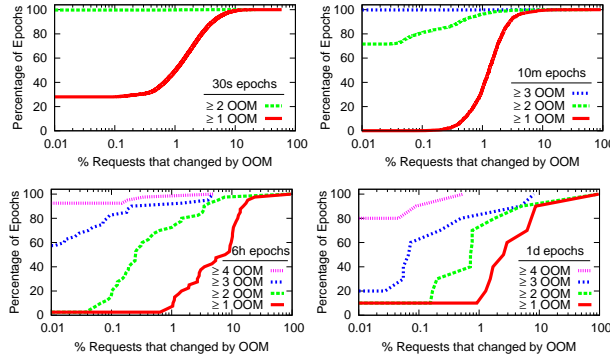 Percentage of Epochs
100
80
60
40
20
0
0.01
0.1
1
10
100
% Requests that changed by OOM
30s epochs
≥ 2 OOM
≥ 1 OOM
Percentage of Epochs
100
80
60
40
20
0
0.01
0.1
1
10
100
% Requests that changed by OOM
10m epochs
≥ 3 OOM
≥ 2 OOM
≥ 1 OOM
Percentage of Epochs
100
80
60
40
20
0
0.01
0.1
1
10
100
% Requests that changed by OOM
6h epochs
≥ 4 OOM
≥ 3 OOM
≥ 2 OOM
≥ 1 OOM
Percentage of Epochs
100
80
60
40
20
0
0.01
0.1
1
10
100
% Requests that changed by OOM
1d epochs
≥ 4 OOM
≥ 3 OOM
≥ 2 OOM
≥ 1 OOM